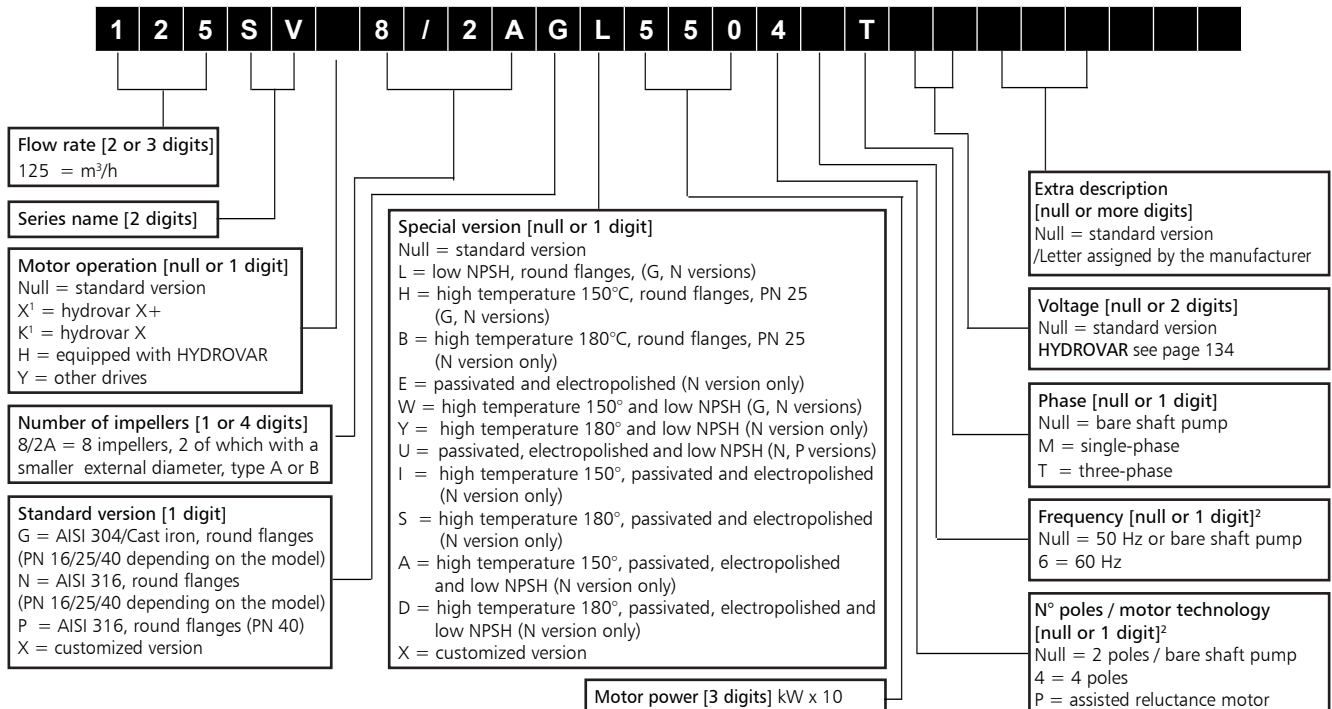 1 2 5 S V 8 / 2 A G L 5 5 0 4 T
Flow rate [2 or 3 digits]
125 = m³/h
Series name [2 digits]
Motor operation [null or 1 digit]
Null = standard version
X¹ = hydrovar X+
K¹ = hydrovar X
H = equipped with HYDROVAR
Y = other drives
Number of impellers [1 or 4 digits]
8/2A = 8 impellers, 2 of which with a
smaller external diameter, type A or B
Standard version [1 digit]
G = AISI 304/Cast iron, round flanges
(PN 16/25/40 depending on the model)
N = AISI 316, round flanges
(PN 16/25/40 depending on the model)
P = AISI 316, round flanges (PN 40)
X = customized version
Special version [null or 1 digit]
Null = standard version
L = low NPSH, round flanges, (G, N versions)
H = high temperature 150°C, round flanges, PN 25
(G, N versions)
B = high temperature 180°C, round flanges, PN 25
(N version only)
E = passivated and electropolished (N version only)
W = high temperature 150° and low NPSH (G, N versions)
Y = high temperature 180° and low NPSH (N version only)
U = passivated, electropolished and low NPSH (N, P versions)
I = high temperature 150°, passivated and electropolished
(N version only)
S = high temperature 180°, passivated and electropolished
(N version only)
A = high temperature 150°, passivated, electropolished
and low NPSH (N version only)
D = high temperature 180°, passivated, electropolished and
low NPSH (N version only)
X = customized version
Motor power [3 digits] kW x 10
Extra description
[null or more digits]
Null = standard version
/Letter assigned by the manufacturer
Voltage [null or 2 digits]
Null = standard version
HYDROVAR see page 134
Phase [null or 1 digit]
Null = bare shaft pump
M = single-phase
T = three-phase
Frequency [null or 1 digit]²
Null = 50 Hz or bare shaft pump
6 = 60 Hz
N° poles / motor technology
[null or 1 digit]²
Null = 2 poles / bare shaft pump
4 = 4 poles
P = assisted reluctance motor